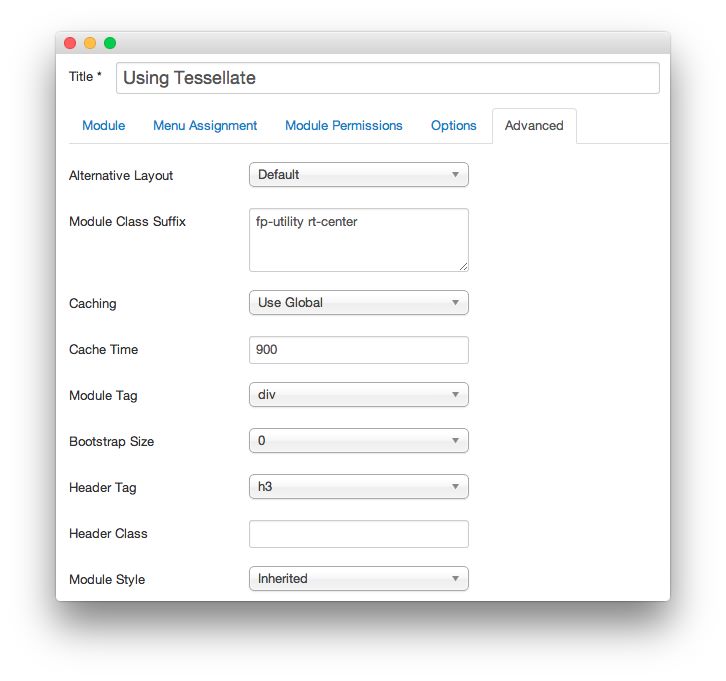 Title * Using Tessellate
Module Menu Assignment Module Permissions Options Advanced
Alternative Layout Default
Module Class Suffix fp-utility rt-center
Caching Use Global
Cache Time 900
Module Tag div
Bootstrap Size 0
Header Tag h3
Header Class
Module Style Inherited